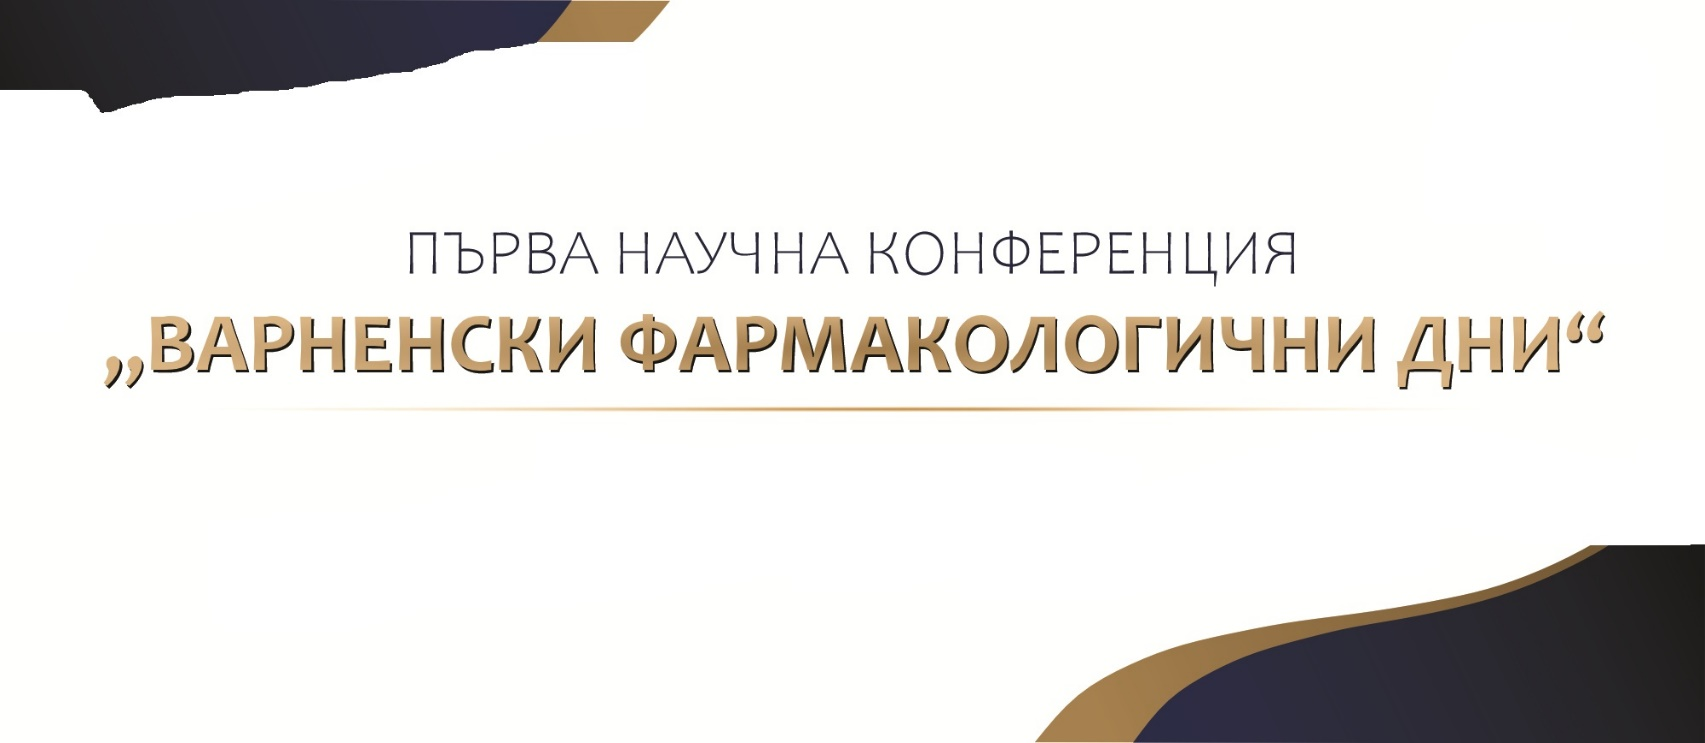 ПЪРВА НАУЧНА КОНФЕРЕНЦИЯ
„ВАРНЕНСКИ ФАРМАКОЛОГИЧНИ ДНИ“